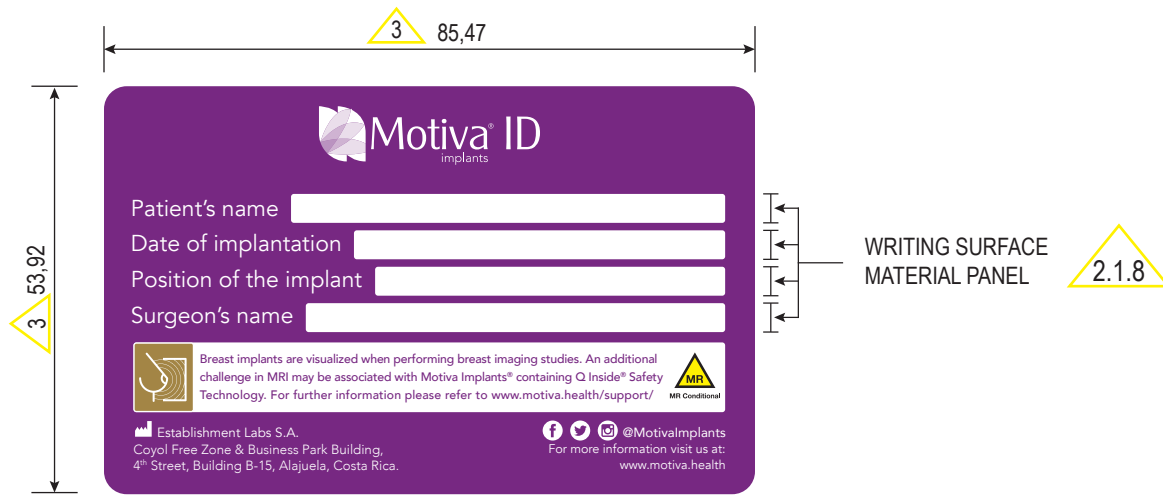 3 85,47
Motiva® ID
implants
Patient's name
Date of implantation
Position of the implant
Surgeon's name
3 53,92
WRITING SURFACE
MATERIAL PANEL
2.1.8
Breast implants are visualized when performing breast imaging studies. An additional
challenge in MRI may be associated with Motiva Implants® containing Q Inside® Safety
Technology. For further information please refer to www.motiva.health/support/
MR
MR Conditional
Establishment Labs S.A.
Coyol Free Zone & Business Park Building,
4th Street, Building B-15, Alajuela, Costa Rica.
@MotivaImplants
For more information visit us at:
www.motiva.health